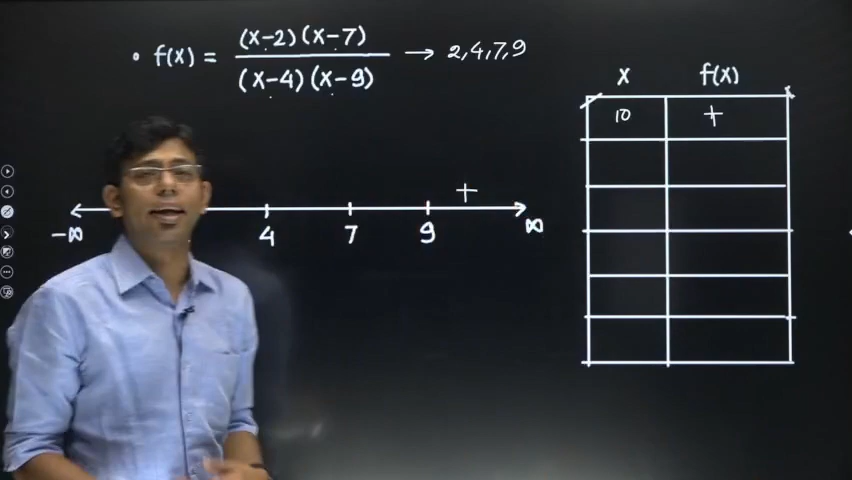 • f(x) = (x-2)(x-7) / (x-4)(x-9) → 2,4,7,9
x f(x)
10 +
+
-∞ 4 7 9 ∞